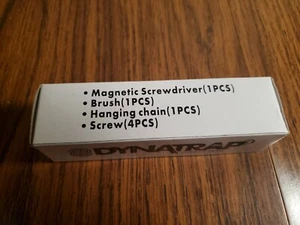 • Magnetic Screwdriver(1PCS)
• Brush(1PCS)
• Hanging chain(1PCS)
• Screw(4PCS)
DYNATRAP®